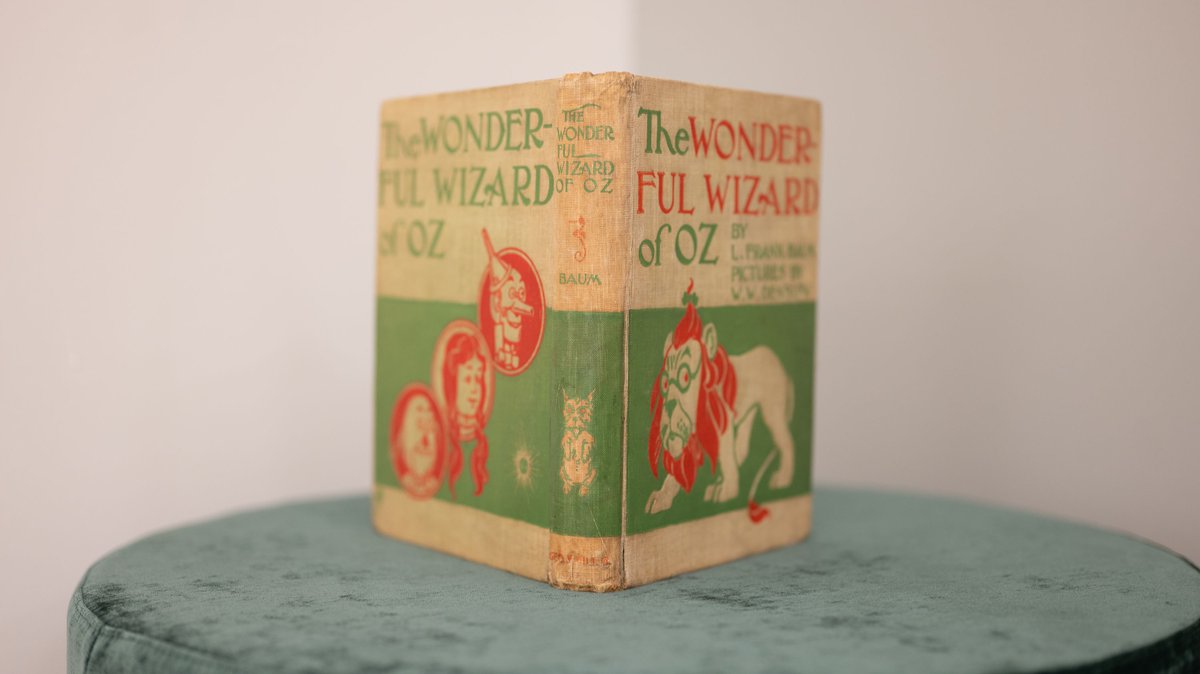 The WONDER-
FUL WIZARD
of OZ
THE
WONDER
FUL
WIZARD
OF OZ
BAUM
The WONDER-
FUL WIZARD
of OZ
BY
L. FRANK BAUM
PICTURES BY
W. W.